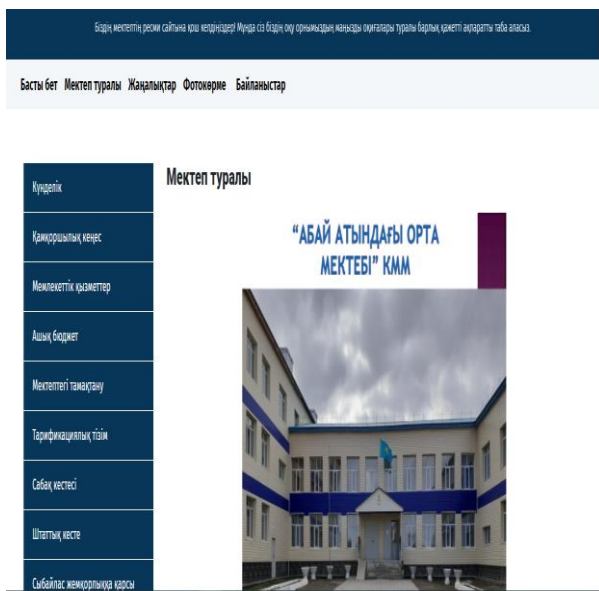 Біздің мектептің ресми сайтына қош келдіңіздер! Мұнда сіз біздің оқу орнымыздың маңызды оқиғалары туралы барлық қажетті ақпаратты таба аласыз.
Басты бет Мектеп туралы Жаңалықтар Фотокөрме Байланыстар
Мектеп туралы
Күнделік
Қамқоршылық кеңес
Мемлекеттік қызметтер
Ашық бюджет
Мектептегі тамақтану
Тарификациялық тізім
Сабақ кестесі
Штаттық кесте
Сыбайлас жемқорлыққа қарсы
“АБАЙ АТЫНДАҒЫ ОРТА
МЕКТЕБІ” КММ